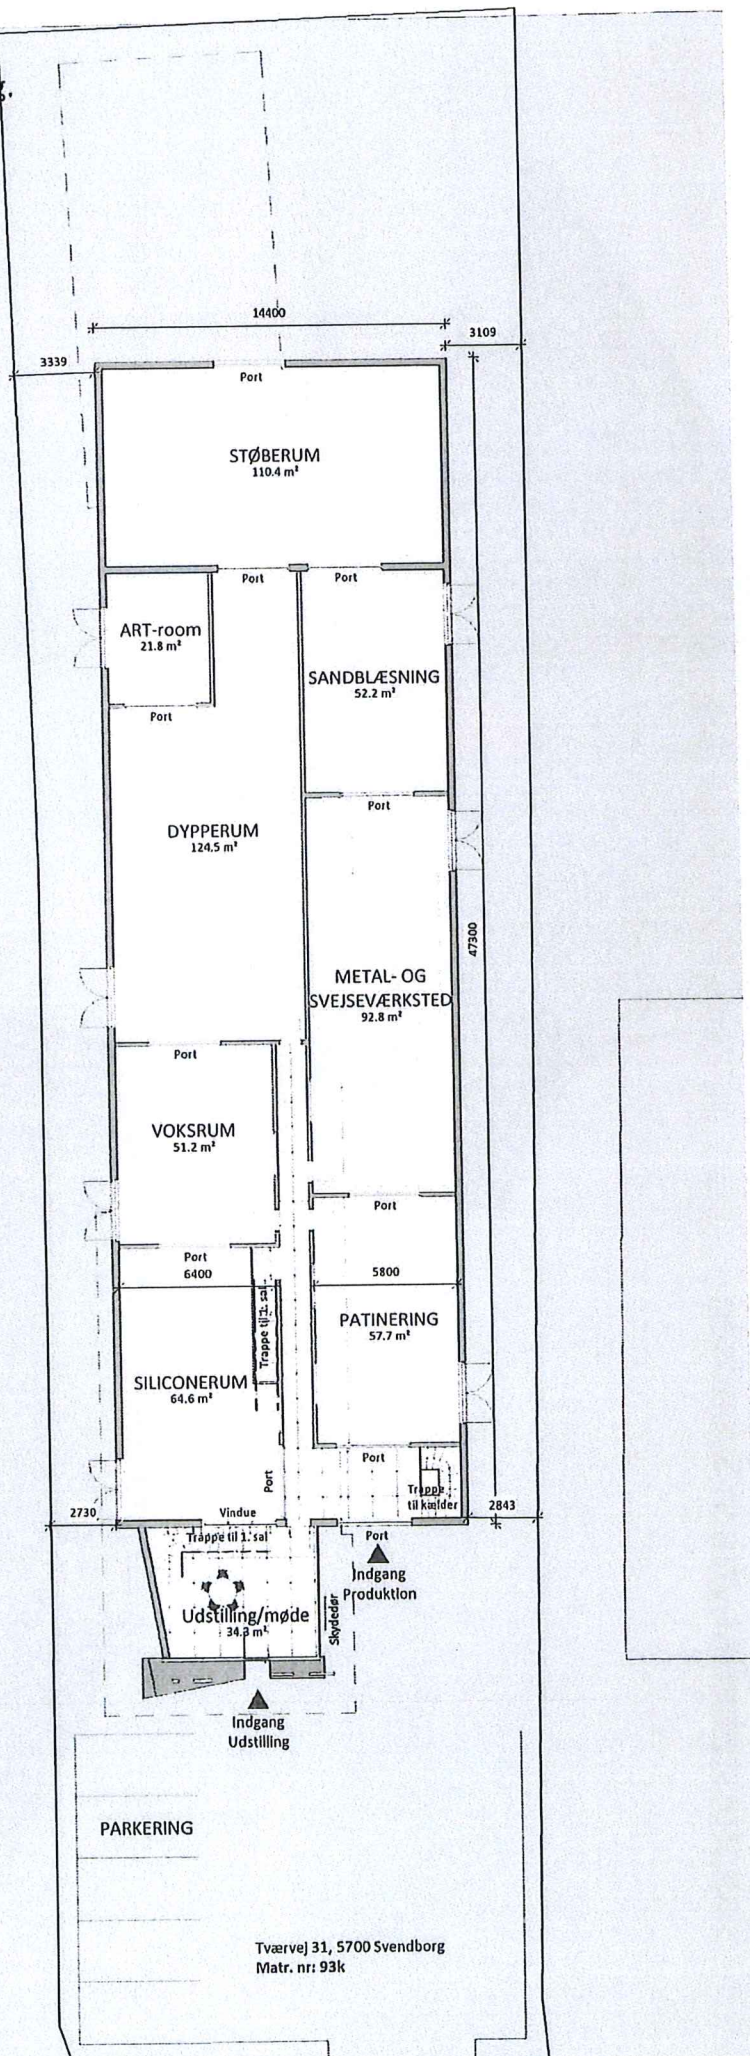 g.
14400
3109
3339
Port
STØBERUM
110.4 m²
Port
Port
ART-room
21.8 m²
SANDBLÆSNING
52.2 m²
Port
Port
DYPPERUM
124.5 m²
47300
METAL- OG
SVEJSEVÆRKSTED
92.8 m²
Port
VOKSRUM
51.2 m²
Port
Port
6400
5800
Trappe til 1. sal
PATINERING
57.7 m²
SILICONERUM
64.6 m²
Port
Port
Trappe
til kælder
2730
Vindue
2843
Trappe til 1. sal
Port
Indgang
Produktion
Udstilling/møde
34.3 m²
Skydedør
Indgang
Udstilling
PARKERING
Tværvej 31, 5700 Svendborg
Matr. nr: 93k